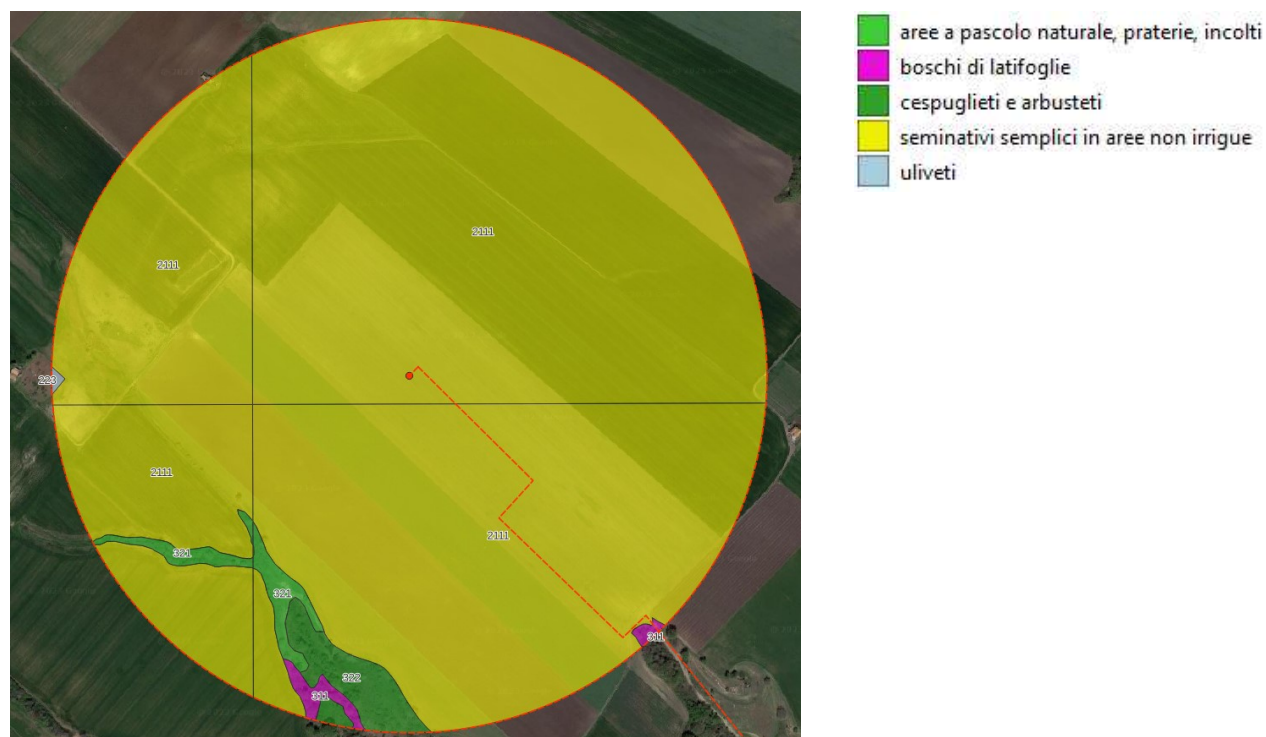 aree a pascolo naturale, praterie, incolti
boschi di latifoglie
cespuglieti e arbusteti
seminativi semplici in aree non irrigue
uliveti
2111
2111
223
2111
2111
321
321
311
322
311